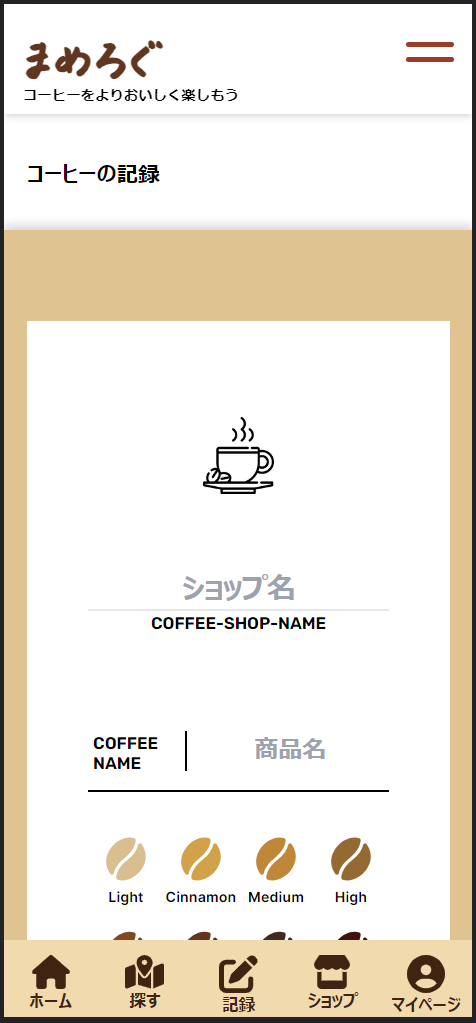 まめろぐ
コーヒーをよりおいしく楽しもう
コーヒーの記録
ショップ名
COFFEE-SHOP-NAME
COFFEE
NAME
商品名
Light Cinnamon Medium High
ホーム 探す 記録 ショップ マイページ